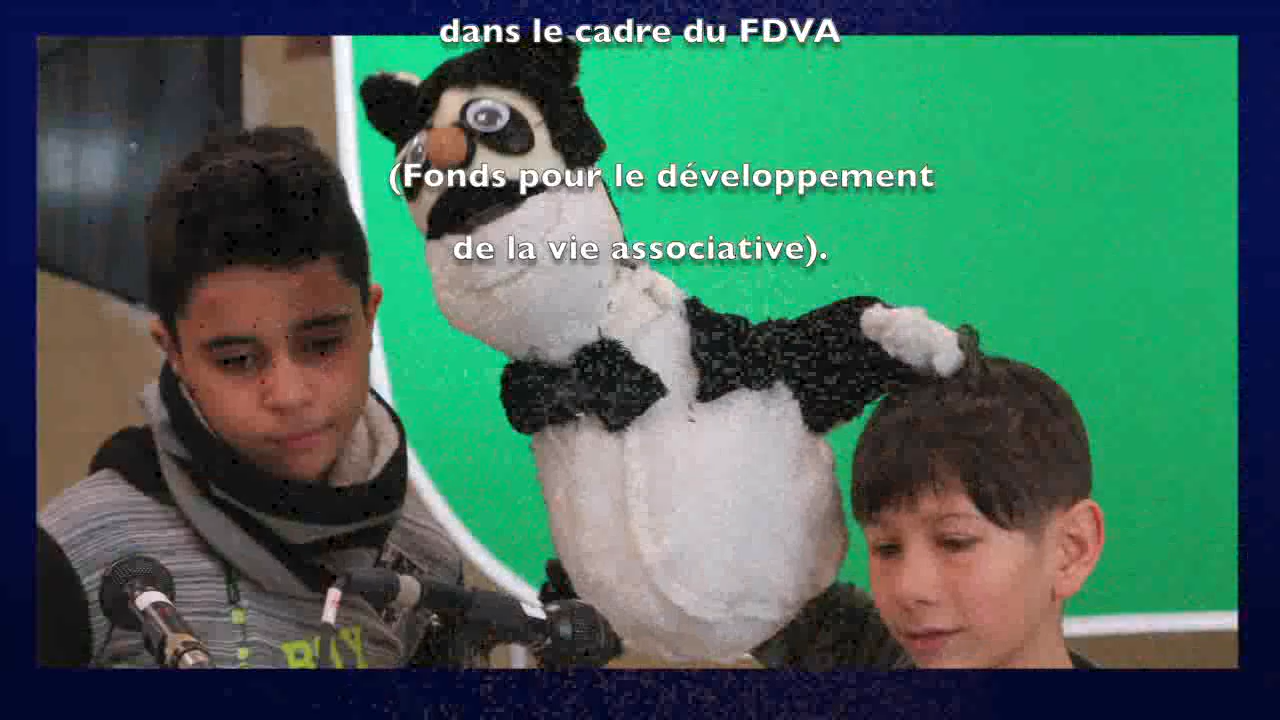 dans le cadre du FDVA
(Fonds pour le développement
de la vie associative).